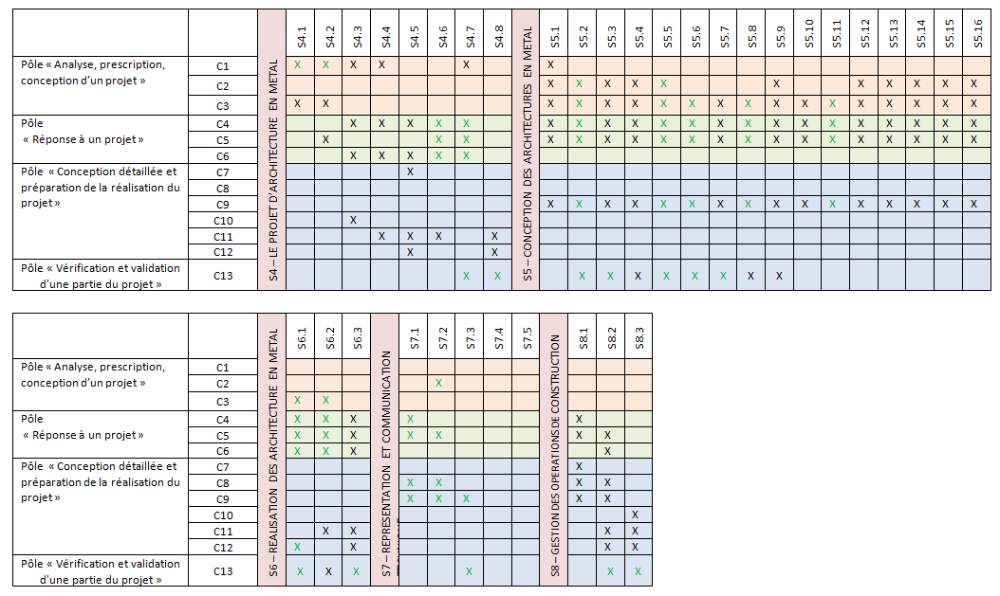 S4 – LE PROJET D'ARCHITECTURE EN METAL
S5 – CONCEPTION DES ARCHITECTURES EN METAL
S4.1 S4.2 S4.3 S4.4 S4.5 S4.6 S4.7 S4.8 S5.1 S5.2 S5.3 S5.4 S5.5 S5.6 S5.7 S5.8 S5.9 S5.10 S5.11 S5.12 S5.13 S5.14 S5.15 S5.16
Pôle « Analyse, prescription,
conception d'un projet »
C1 X X X X X X
C2 X X X X X X X X X X X
C3 X X X X X X X X X X X X X X X X X X
Pôle
« Réponse à un projet »
C4 X X X X X X X X X X X X X X X X X X X X X
C5 X X X X X X X X X X X X X X X X X X X
C6 X X X X X
Pôle « Conception détaillée et
préparation de la réalisation du
projet »
C7 X
C8
C9 X X X X X X X X X X X X X X X X
C10 X
C11 X X X X
C12 X X
Pôle « Vérification et validation
d'une partie du projet »
C13 X X X X X X X X X X
S6 – REALISATION DES ARCHITECTURE EN METAL
S7 – REPRESENTATION ET COMMUNICATION
S8 – GESTION DES OPERATIONS DE CONSTRUCTION
S6.1 S6.2 S6.3 S7.1 S7.2 S7.3 S7.4 S7.5 S8.1 S8.2 S8.3
Pôle « Analyse, prescription,
conception d'un projet »
C1
C2 X
C3 X X
Pôle
« Réponse à un projet »
C4 X X X X X
C5 X X X X X X X
C6 X X X X
Pôle « Conception détaillée et
préparation de la réalisation du
projet »
C7 X
C8 X X X X
C9 X X X X X
C10 X
C11 X X X X
C12 X X X X
Pôle « Vérification et validation
d'une partie du projet »
C13 X X X X X X